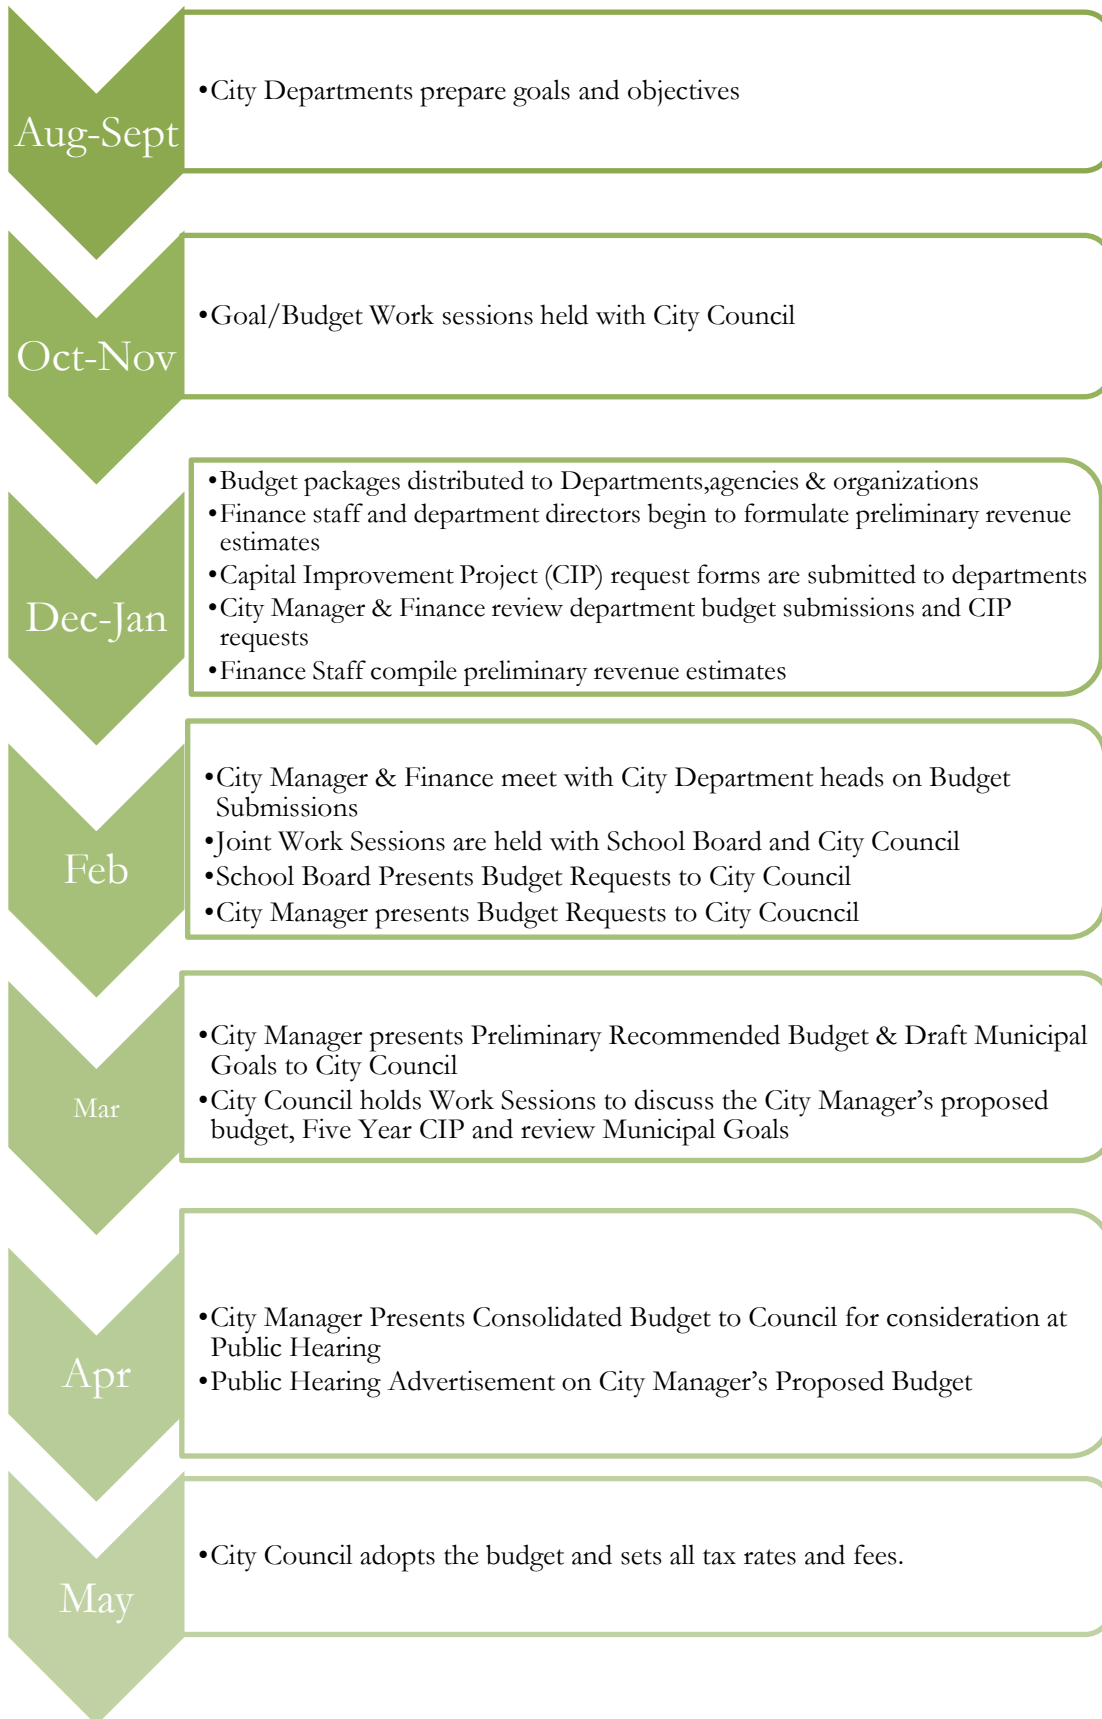 Aug-Sept
•City Departments prepare goals and objectives
Oct-Nov
•Goal/Budget Work sessions held with City Council
Dec-Jan
•Budget packages distributed to Departments,agencies & organizations
•Finance staff and department directors begin to formulate preliminary revenue
estimates
•Capital Improvement Project (CIP) request forms are submitted to departments
•City Manager & Finance review department budget submissions and CIP
requests
•Finance Staff compile preliminary revenue estimates
Feb
•City Manager & Finance meet with City Department heads on Budget
Submissions
•Joint Work Sessions are held with School Board and City Council
•School Board Presents Budget Requests to City Council
•City Manager presents Budget Requests to City Coucncil
Mar
•City Manager presents Preliminary Recommended Budget & Draft Municipal
Goals to City Council
•City Council holds Work Sessions to discuss the City Manager’s proposed
budget, Five Year CIP and review Municipal Goals
Apr
•City Manager Presents Consolidated Budget to Council for consideration at
Public Hearing
•Public Hearing Advertisement on City Manager’s Proposed Budget
May
•City Council adopts the budget and sets all tax rates and fees.